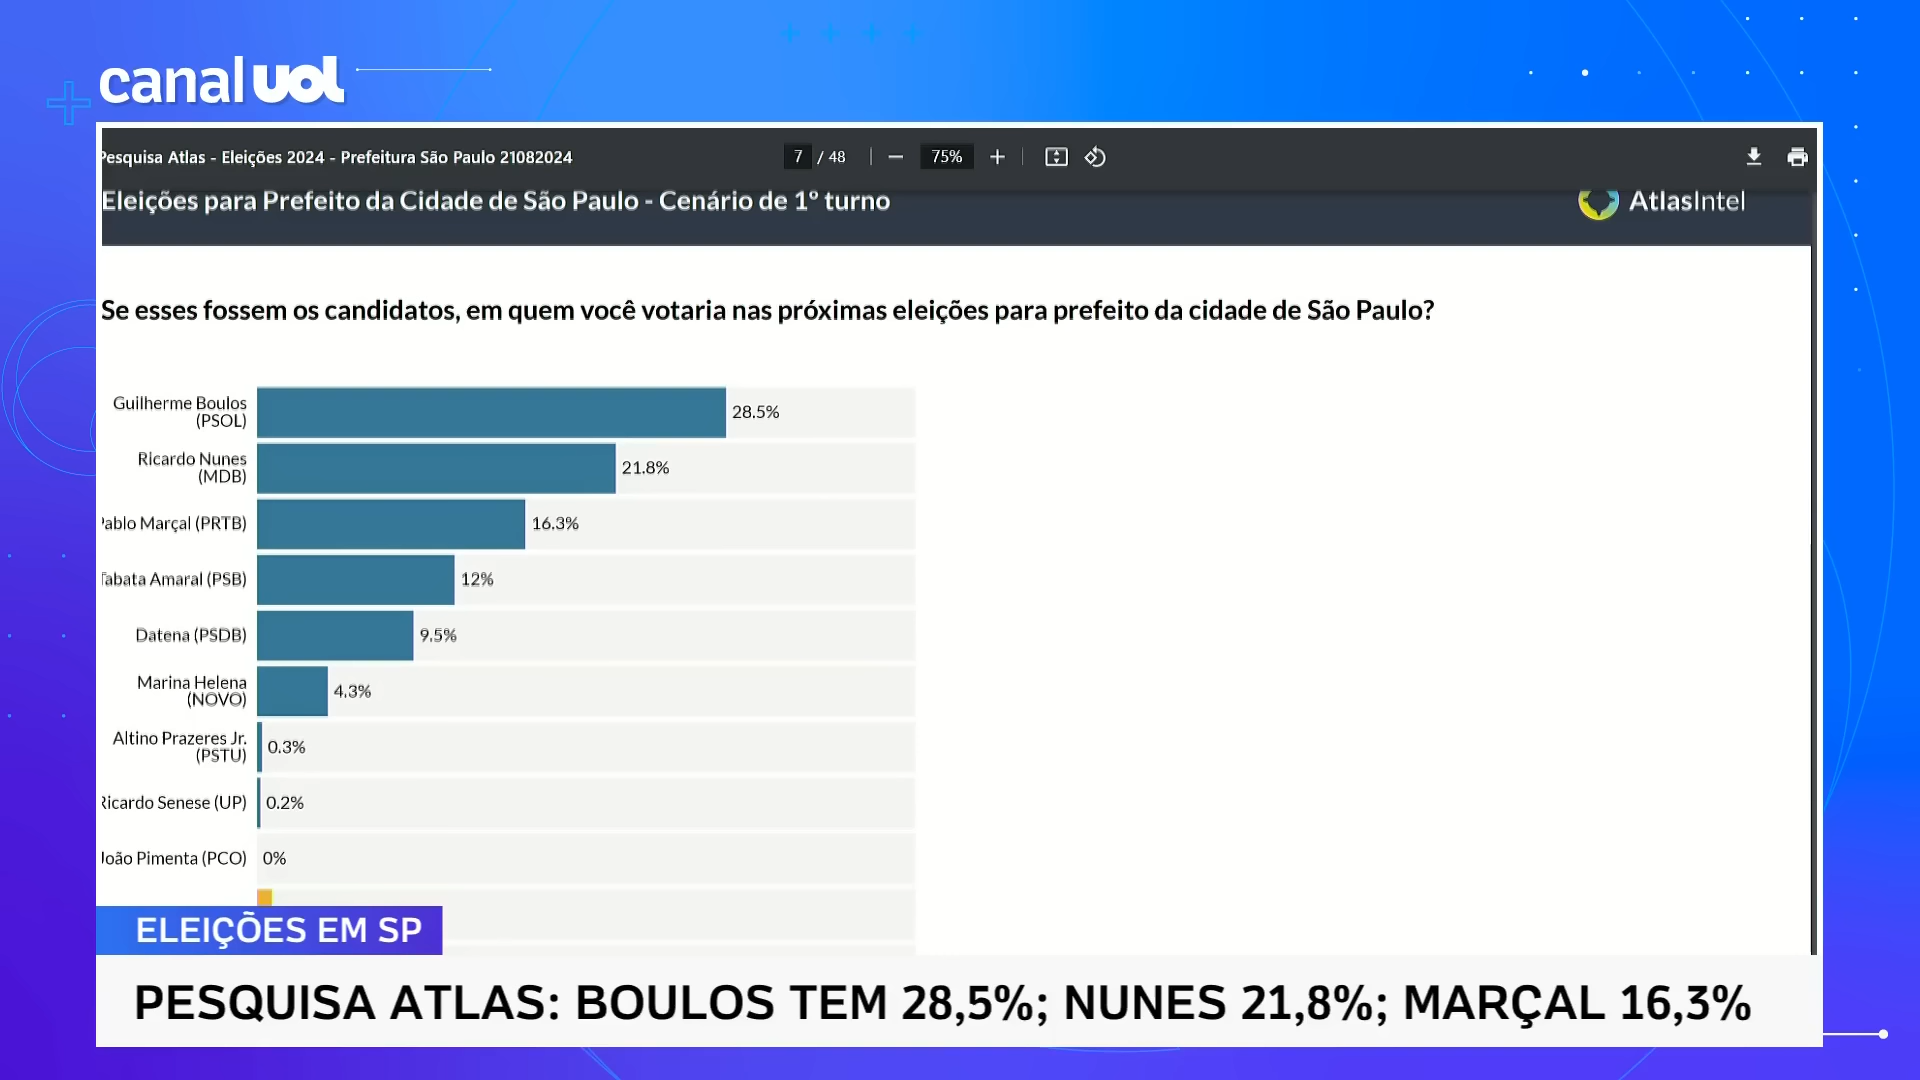 canal uol
Pesquisa Atlas - Eleições 2024 - Prefeitura São Paulo 21082024
7 / 48
75%
Eleições para Prefeito da Cidade de São Paulo - Cenário de 1º turno
AtlasIntel
Se esses fossem os candidatos, em quem você votaria nas próximas eleições para prefeito da cidade de São Paulo?
Guilherme Boulos
(PSOL)
28.5%
Ricardo Nunes
(MDB)
21.8%
Pablo Marçal (PRTB)
16.3%
Tabata Amaral (PSB)
12%
Datena (PSDB)
9.5%
Marina Helena
(NOVO)
4.3%
Altino Prazeres Jr.
(PSTU)
0.3%
Ricardo Senese (UP)
0.2%
João Pimenta (PCO)
0%
ELEIÇÕES EM SP
PESQUISA ATLAS: BOULOS TEM 28,5%; NUNES 21,8%; MARÇAL 16,3%